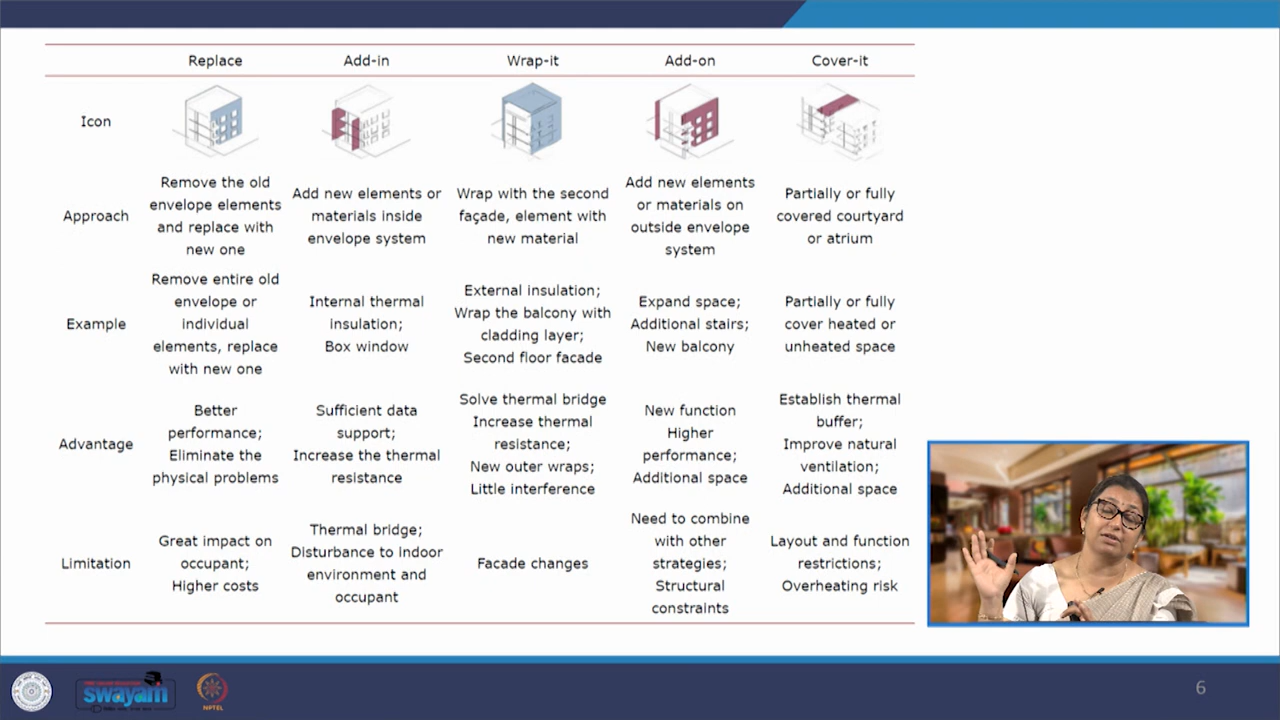 Replace Add-in Wrap-it Add-on Cover-it
Icon
Approach
Remove the old
envelope elements
and replace with
new one
Add new elements or
materials inside
envelope system
Wrap with the second
façade, element with
new material
Add new elements
or materials on
outside envelope
system
Partially or fully
covered courtyard
or atrium
Example
Remove entire old
envelope or
individual
elements, replace
with new one
Internal thermal
insulation;
Box window
External insulation;
Wrap the balcony with
cladding layer;
Second floor facade
Expand space;
Additional stairs;
New balcony
Partially or fully
cover heated or
unheated space
Advantage
Better
performance;
Eliminate the
physical problems
Sufficient data
support;
Increase the thermal
resistance
Solve thermal bridge
Increase thermal
resistance;
New outer wraps;
Little interference
New function
Higher
performance;
Additional space
Establish thermal
buffer;
Improve natural
ventilation;
Additional space
Limitation
Great impact on
occupant;
Higher costs
Thermal bridge;
Disturbance to indoor
environment and
occupant
Facade changes
Need to combine
with other
strategies;
Structural
constraints
Layout and function
restrictions;
Overheating risk
swayam
NPTEL
6